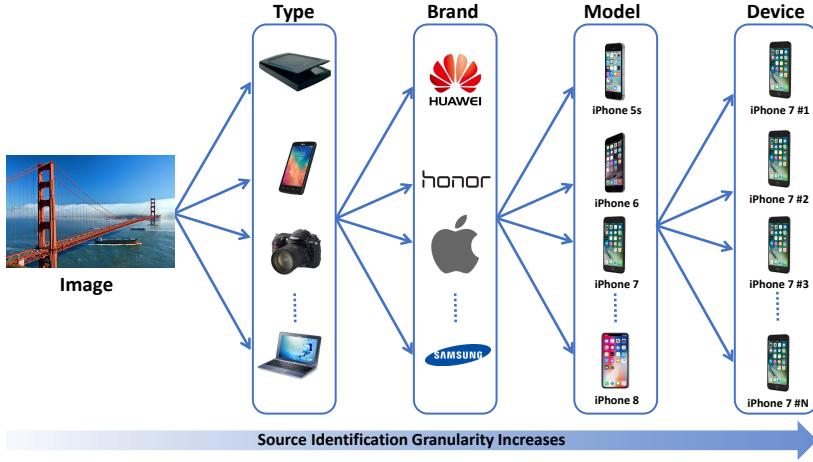 Type
Brand
Model
Device
HUAWEI
iPhone 5s
iPhone 7 #1
honor
iPhone 6
iPhone 7 #2
Image
iPhone 7
iPhone 7 #3
SAMSUNG
iPhone 8
iPhone 7 #N
Source Identification Granularity Increases